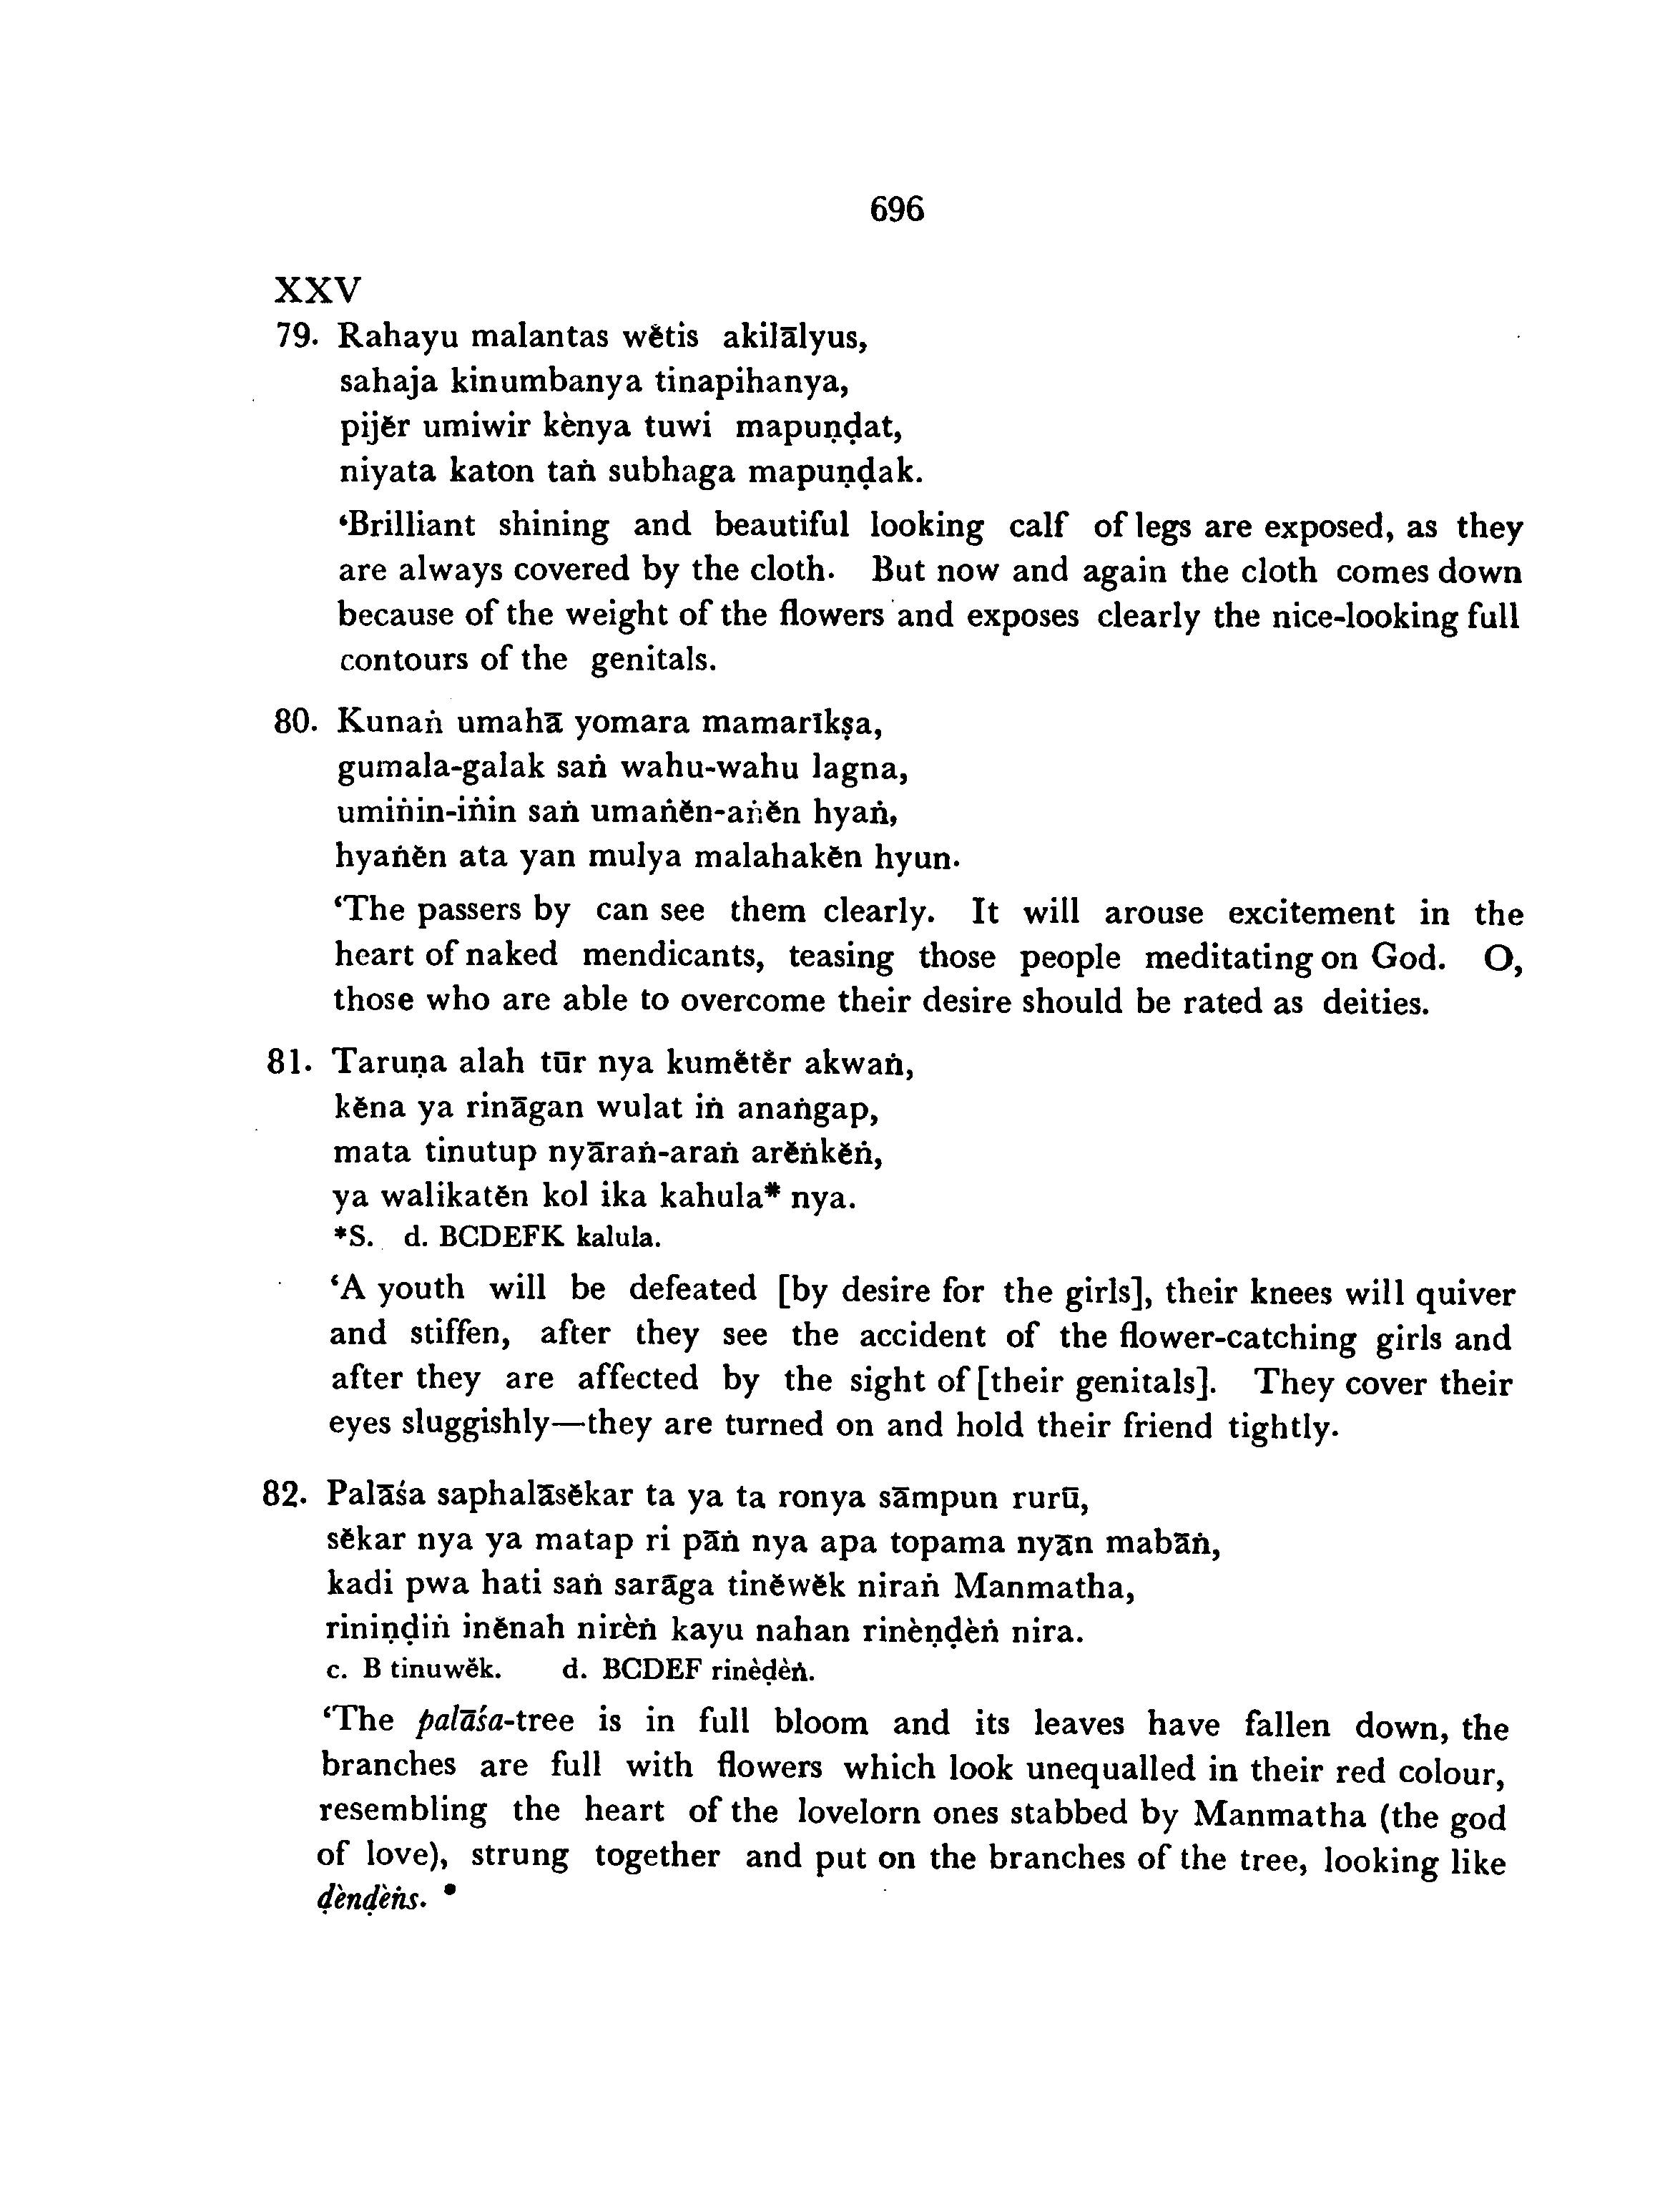 696
XXV
79. Rahayu malantas wĕtis akilālyus,
sahaja kinumbanya tinapihanya,
pijĕr umiwir kènya tuwi mapuṇḍat,
niyata katon taṅ subhaga mapuṇḍak.
‘Brilliant shining and beautiful looking calf of legs are exposed, as they
are always covered by the cloth. But now and again the cloth comes down
because of the weight of the flowers and exposes clearly the nice-looking full
contours of the genitals.
80. Kunaṅ umahā yomara mamarīkṣa,
gumala-galak saṅ wahu-wahu lagna,
umiṅin-iṅin saṅ umaṅĕn-aṅĕn hyaṅ,
hyaṅĕn ata yan mulya malahakĕn hyun.
‘The passers by can see them clearly. It will arouse excitement in the
heart of naked mendicants, teasing those people meditating on God. O,
those who are able to overcome their desire should be rated as deities.
81. Taruṇa alah tūr nya kumĕtĕr akwaṅ,
kĕna ya rināgan wulat iṅ anaṅgap,
mata tinutup nyāraṅ-araṅ arĕṅkĕṅ,
ya walikatĕn kol ika kahula* nya.
*S. d. BCDEFK kalula.
‘A youth will be defeated [by desire for the girls], their knees will quiver
and stiffen, after they see the accident of the flower-catching girls and
after they are affected by the sight of [their genitals]. They cover their
eyes sluggishly—they are turned on and hold their friend tightly.
82. Palāśa saphalāsĕkar ta ya ta ronya sāmpun rurū,
sĕkar nya ya matap ri pāṅ nya apa topama nyān mabāṅ,
kadi pwa hati saṅ sarāga tinĕwĕk niraṅ Manmatha,
riniṇḍiṅ inĕnah nirèṅ kayu nahan rinèṇḍèṅ nira.
c. B tinuwĕk. d. BCDEF rinèḍèṅ.
‘The palāśa-tree is in full bloom and its leaves have fallen down, the
branches are full with flowers which look unequalled in their red colour,
resembling the heart of the lovelorn ones stabbed by Manmatha (the god
of love), strung together and put on the branches of the tree, looking like
ḍènḍèṅs.